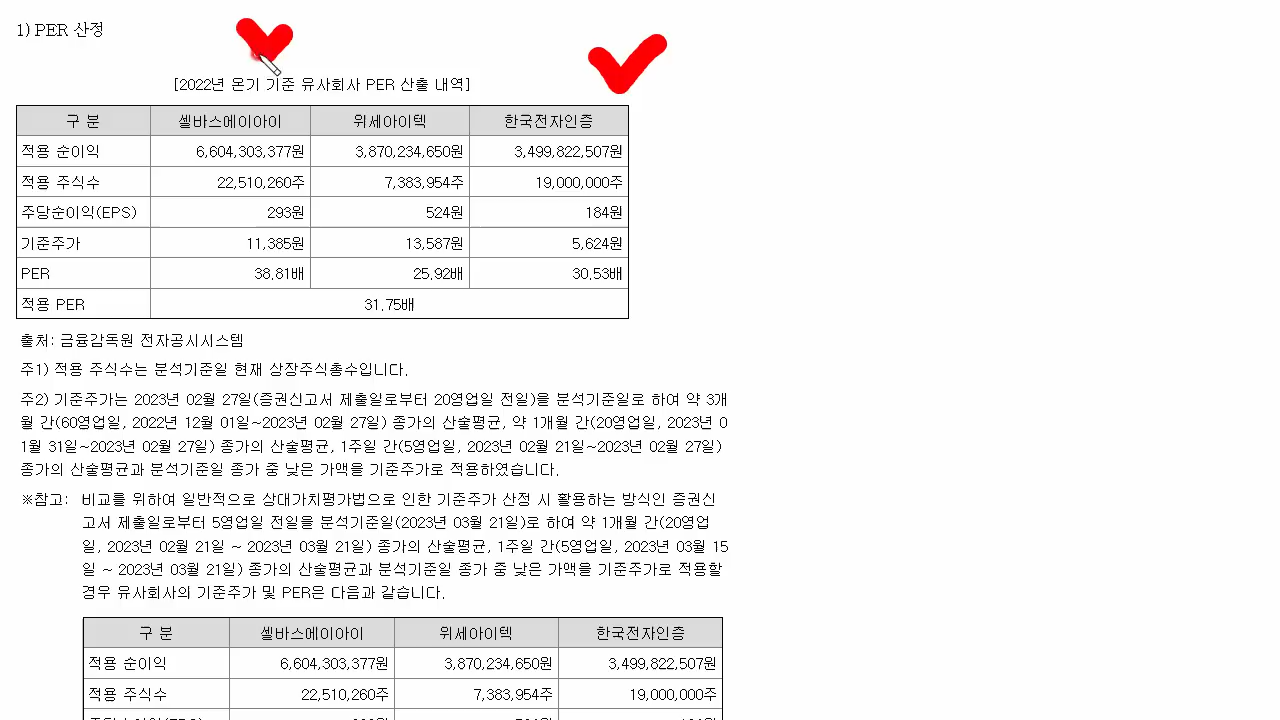 1) PER 산정
[2022년 온기 기준 유사회사 PER 산출 내역]
구 분 셀바스에이아이 위세아이텍 한국전자인증
적용 순이익 6,604,303,377원 3,870,234,650원 3,499,822,507원
적용 주식수 22,510,260주 7,383,954주 19,000,000주
주당순이익(EPS) 293원 524원 184원
기준주가 11,385원 13,587원 5,624원
PER 38.81배 25.92배 30.53배
적용 PER 31.75배
출처: 금융감독원 전자공시시스템
주1) 적용 주식수는 분석기준일 현재 상장주식총수입니다.
주2) 기준주가는 2023년 02월 27일(증권신고서 제출일로부터 20영업일 전일)을 분석기준일로 하여 약 3개
월 간(60영업일, 2022년 12월 01일~2023년 02월 27일) 종가의 산술평균, 약 1개월 간(20영업일, 2023년 0
1월 31일~2023년 02월 27일) 종가의 산술평균, 1주일 간(5영업일, 2023년 02월 21일~2023년 02월 27일)
종가의 산술평균과 분석기준일 종가 중 낮은 가액을 기준주가로 적용하였습니다.
※참고: 비교를 위하여 일반적으로 상대가치평가법으로 인한 기준주가 산정 시 활용하는 방식인 증권신
고서 제출일로부터 5영업일 전일을 분석기준일(2023년 03월 21일)로 하여 약 1개월 간(20영업
일, 2023년 02월 21일 ~ 2023년 03월 21일) 종가의 산술평균, 1주일 간(5영업일, 2023년 03월 15
일 ~ 2023년 03월 21일) 종가의 산술평균과 분석기준일 종가 중 낮은 가액을 기준주가로 적용할
경우 유사회사의 기준주가 및 PER은 다음과 같습니다.
구 분 셀바스에이아이 위세아이텍 한국전자인증
적용 순이익 6,604,303,377원 3,870,234,650원 3,499,822,507원
적용 주식수 22,510,260주 7,383,954주 19,000,000주